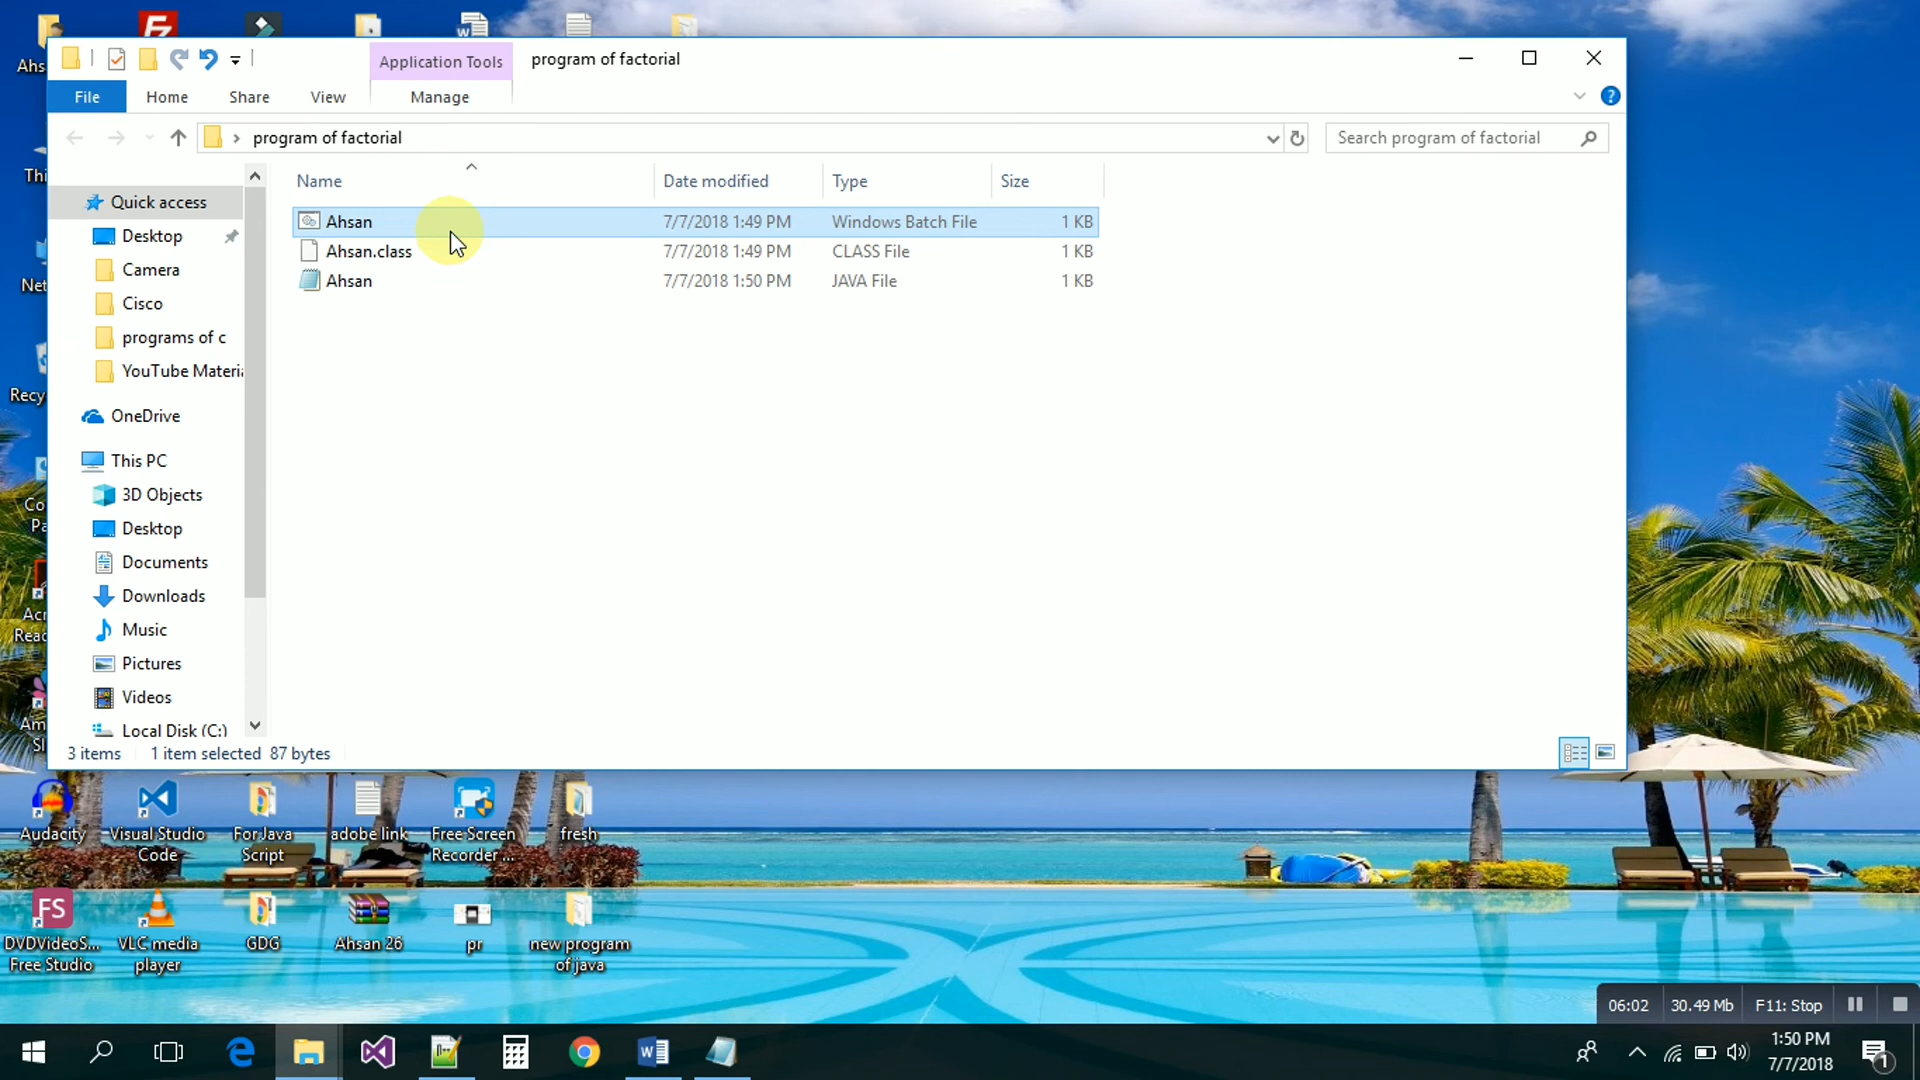 Application Tools
program of factorial
File
Home
Share
View
Manage
program of factorial
Search program of factorial
Name
Date modified
Type
Size
Quick access
Ahsan
7/7/2018 1:49 PM
Windows Batch File
1 KB
Desktop
Ahsan.class
7/7/2018 1:49 PM
CLASS File
1 KB
Camera
Ahsan
7/7/2018 1:50 PM
JAVA File
1 KB
Cisco
programs of c
YouTube Materi
OneDrive
This PC
3D Objects
Desktop
Documents
Downloads
Music
Pictures
Videos
Local Disk (C:)
3 items
1 item selected 87 bytes
Ahs
Thi
Net
Recy
Co
Pa
Acr
Read
Am
Sl
Audacity
Visual Studio
Code
For Java
Script
adobe link
Free Screen
Recorder ...
fresh
FS
DVDVideoS...
Free Studio
VLC media
player
GDG
Ahsan 26
pr
new program
of java
06:02
30.49 Mb
F11: Stop
1:50 PM
7/7/2018
1